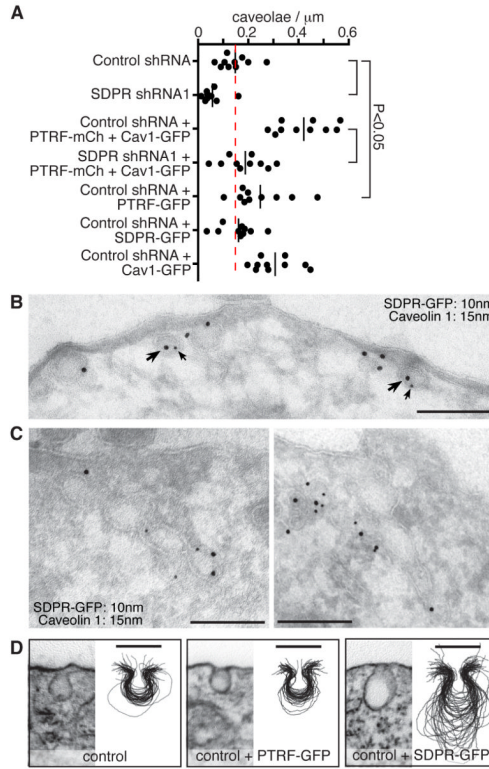 A
caveolae / μm
0 0.2 0.4 0.6
Control shRNA
SDPR shRNA1
Control shRNA +
PTRF-mCh + Cav1-GFP
SDPR shRNA1 +
PTRF-mCh + Cav1-GFP
Control shRNA +
PTRF-GFP
Control shRNA +
SDPR-GFP
Control shRNA +
Cav1-GFP
P<0.05
B
SDPR-GFP: 10nm
Caveolin 1: 15nm
C
SDPR-GFP: 10nm
Caveolin 1: 15nm
D
control
control + PTRF-GFP
control + SDPR-GFP